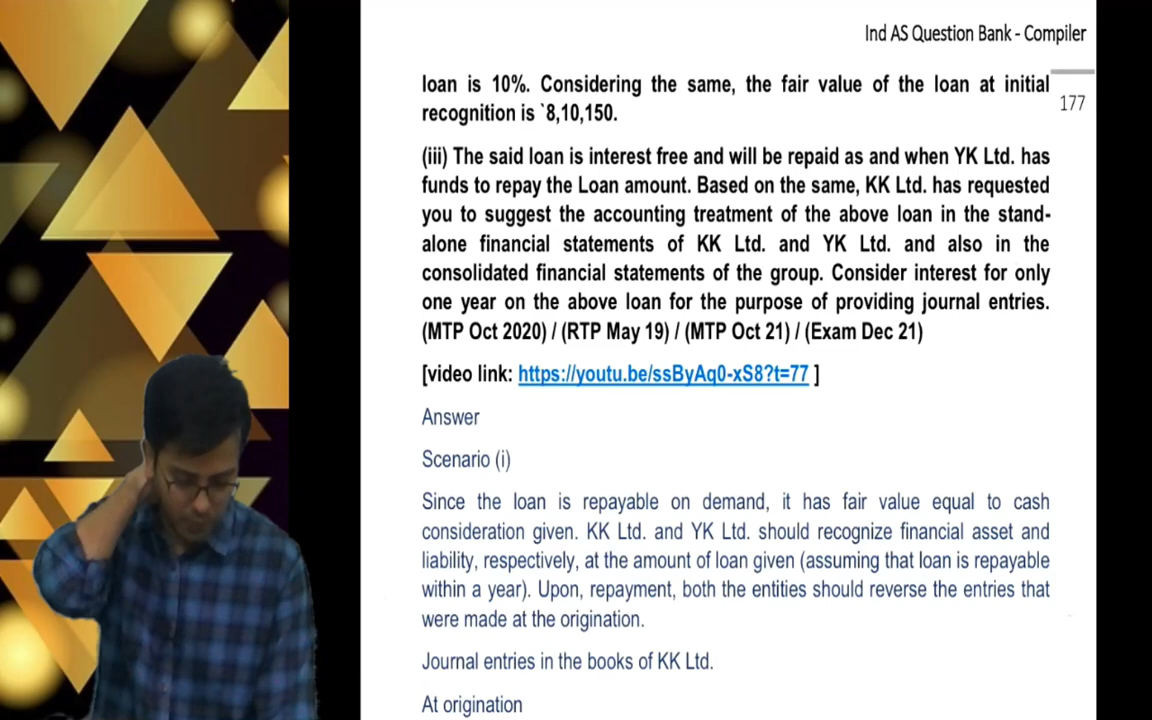 Ind AS Question Bank - Compiler
177
loan is 10%. Considering the same, the fair value of the loan at initial
recognition is `8,10,150.
(iii) The said loan is interest free and will be repaid as and when YK Ltd. has
funds to repay the Loan amount. Based on the same, KK Ltd. has requested
you to suggest the accounting treatment of the above loan in the stand-
alone financial statements of KK Ltd. and YK Ltd. and also in the
consolidated financial statements of the group. Consider interest for only
one year on the above loan for the purpose of providing journal entries.
(MTP Oct 2020) / (RTP May 19) / (MTP Oct 21) / (Exam Dec 21)
[video link: https://youtu.be/ssByAq0-xS8?t=77 ]
Answer
Scenario (i)
Since the loan is repayable on demand, it has fair value equal to cash
consideration given. KK Ltd. and YK Ltd. should recognize financial asset and
liability, respectively, at the amount of loan given (assuming that loan is repayable
within a year). Upon, repayment, both the entities should reverse the entries that
were made at the origination.
Journal entries in the books of KK Ltd.
At origination